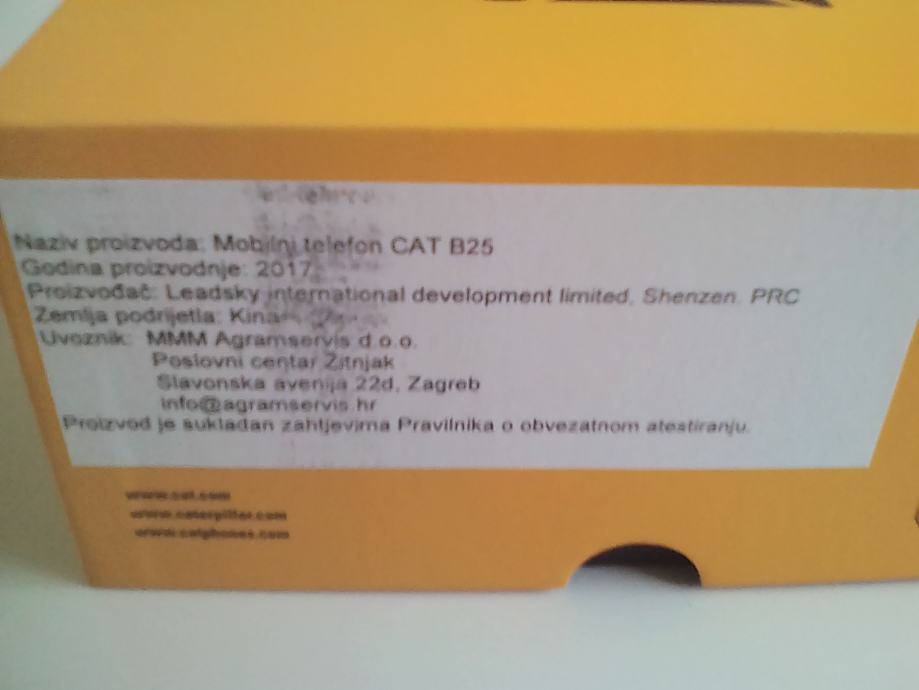 Naziv proizvoda: Mobilni telefon CAT B25
Godina proizvodnje: 2017.
Proizvođač: Leadsky international development limited, Shenzen. PRC
Zemlja podrijetla: Kina
Uvoznik: MMM Agramservis d.o.o.
Poslovni centar Žitnjak
Slavonska avenija 22d, Zagreb
info@agramservis.hr
Proizvod je sukladan zahtjevima Pravilnika o obvezatnom atestiranju.
www.cat.com
www.caterpillar.com
www.catphones.com